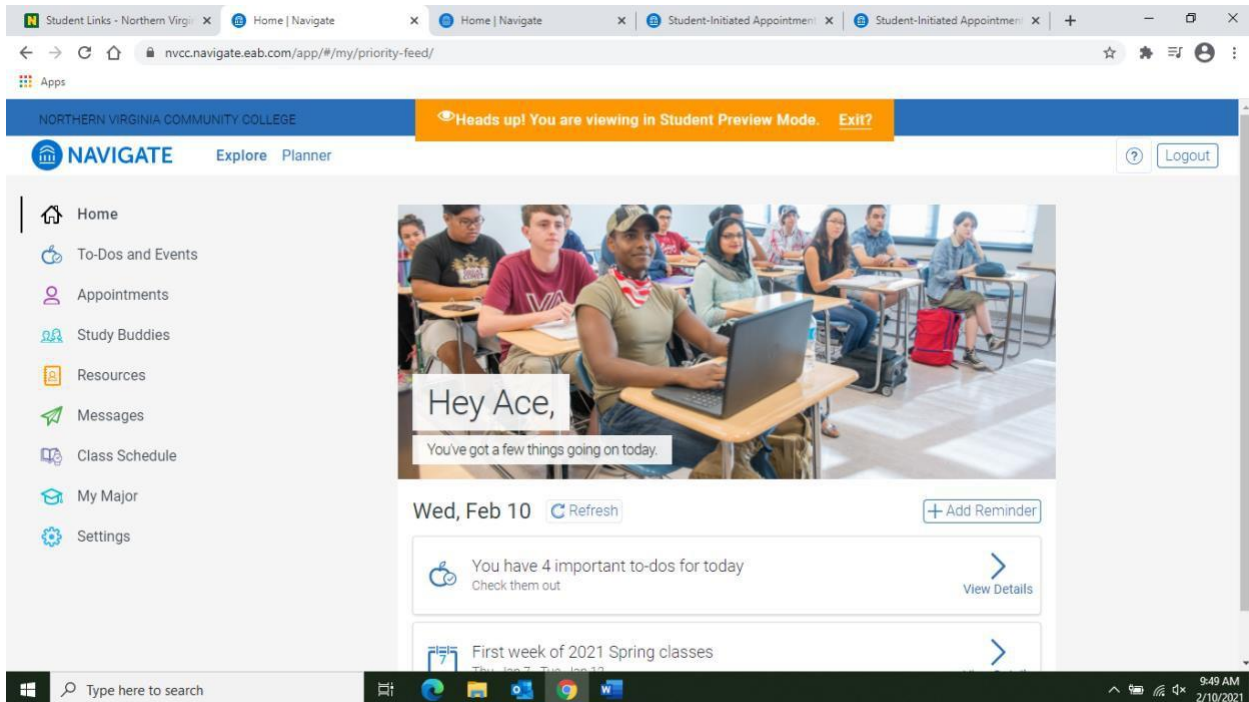 Student Links - Northern Virgi
Home | Navigate
Home | Navigate
Student-Initiated Appointment
Student-Initiated Appointment
nvcc.navigate.eab.com/app/#/my/priority-feed/
Apps
NORTHERN VIRGINIA COMMUNITY COLLEGE
Heads up! You are viewing in Student Preview Mode. Exit?
NAVIGATE Explore Planner
Logout
Home
To-Dos and Events
Appointments
Study Buddies
Resources
Messages
Class Schedule
My Major
Settings
Hey Ace,
You've got a few things going on today.
Wed, Feb 10 Refresh + Add Reminder
You have 4 important to-dos for today
Check them out
View Details
7
First week of 2021 Spring classes
Type here to search
9:49 AM
2/10/2021